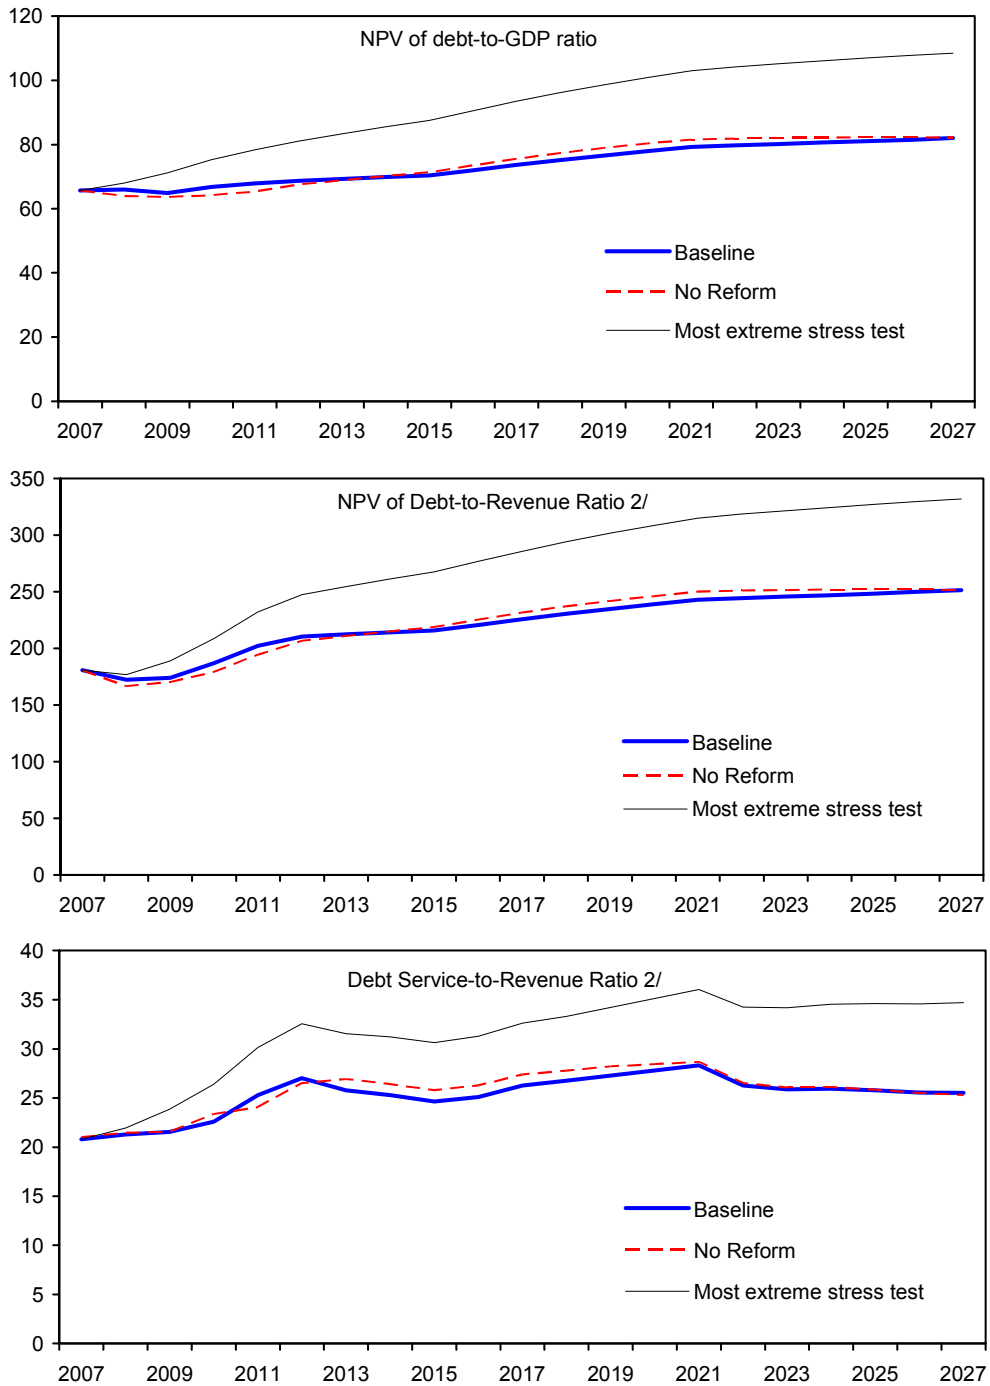 NPV of debt-to-GDP ratio
120
100
80
60
40
20
0
Baseline
No Reform
Most extreme stress test
2007 2009 2011 2013 2015 2017 2019 2021 2023 2025 2027
NPV of Debt-to-Revenue Ratio 2/
350
300
250
200
150
100
50
0
Baseline
No Reform
Most extreme stress test
2007 2009 2011 2013 2015 2017 2019 2021 2023 2025 2027
Debt Service-to-Revenue Ratio 2/
40
35
30
25
20
15
10
5
0
Baseline
No Reform
Most extreme stress test
2007 2009 2011 2013 2015 2017 2019 2021 2023 2025 2027